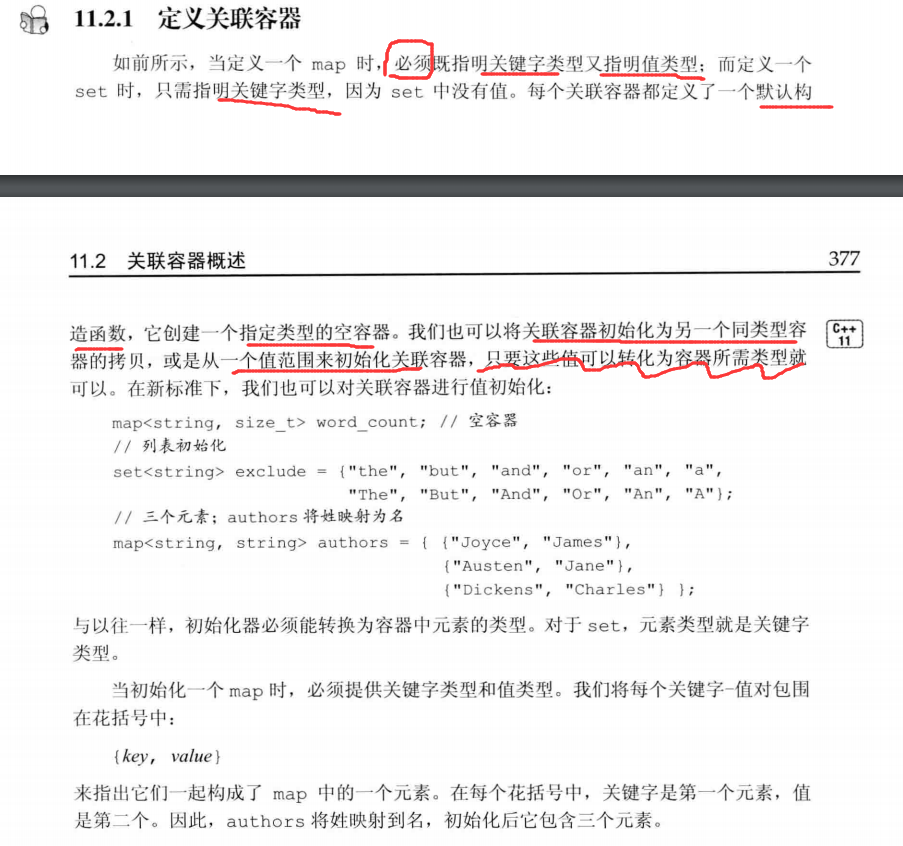 11.2.1 定义关联容器
如前所示，当定义一个 map 时，必须既指明关键字类型又指明值类型；而定义一个
set 时，只需指明关键字类型，因为 set 中没有值。每个关联容器都定义了一个默认构
11.2 关联容器概述 377
造函数，它创建一个指定类型的空容器。我们也可以将关联容器初始化为另一个同类型容
C++
11
器的拷贝，或是从一个值范围来初始化关联容器，只要这些值可以转化为容器所需类型就
可以。在新标准下，我们也可以对关联容器进行值初始化：
map<string, size_t> word_count; // 空容器
// 列表初始化
set<string> exclude = {"the", "but", "and", "or", "an", "a",
"The", "But", "And", "Or", "An", "A"};
// 三个元素；authors 将姓映射为名
map<string, string> authors = { {"Joyce", "James"},
{"Austen", "Jane"},
{"Dickens", "Charles"} };
与以往一样，初始化器必须能转换为容器中元素的类型。对于 set，元素类型就是关键字
类型。
当初始化一个 map 时，必须提供关键字类型和值类型。我们将每个关键字-值对包围
在花括号中：
{key, value}
来指出它们一起构成了 map 中的一个元素。在每个花括号中，关键字是第一个元素，值
是第二个。因此，authors 将姓映射到名，初始化后它包含三个元素。